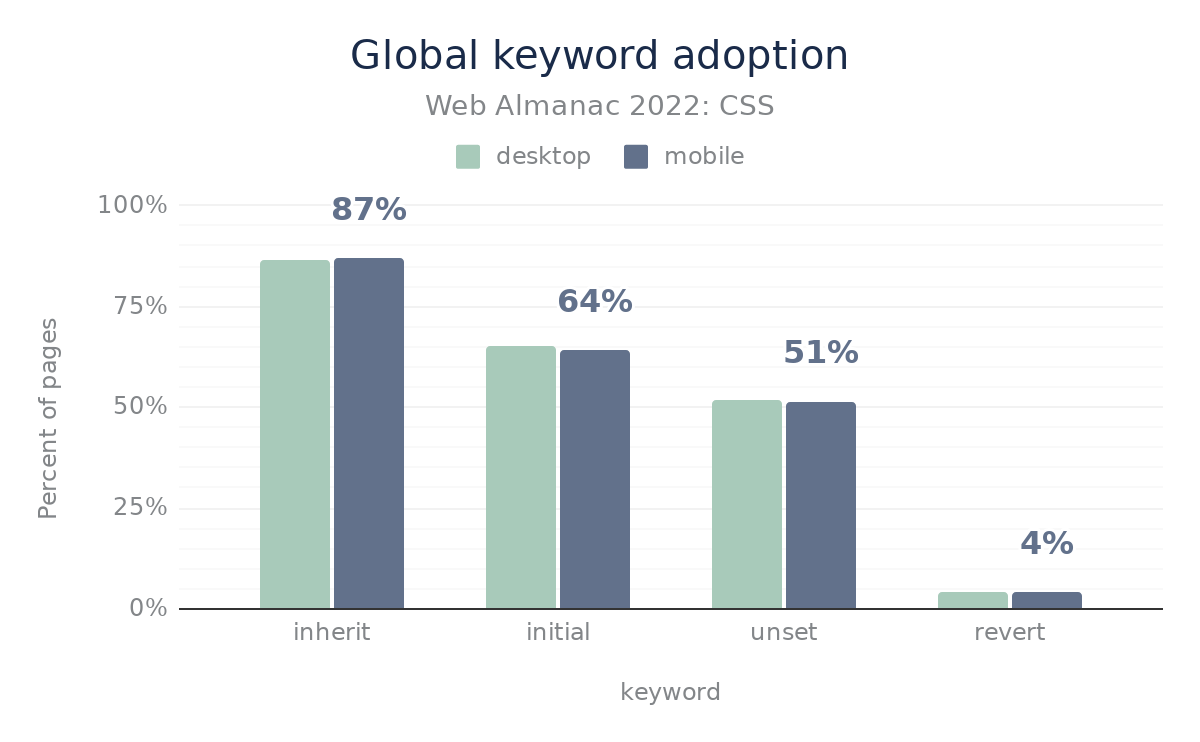 Global keyword adoption
Web Almanac 2022: CSS
desktop mobile
100%
75%
50%
25%
0%
Percent of pages
87%
64%
51%
4%
inherit initial unset revert
keyword